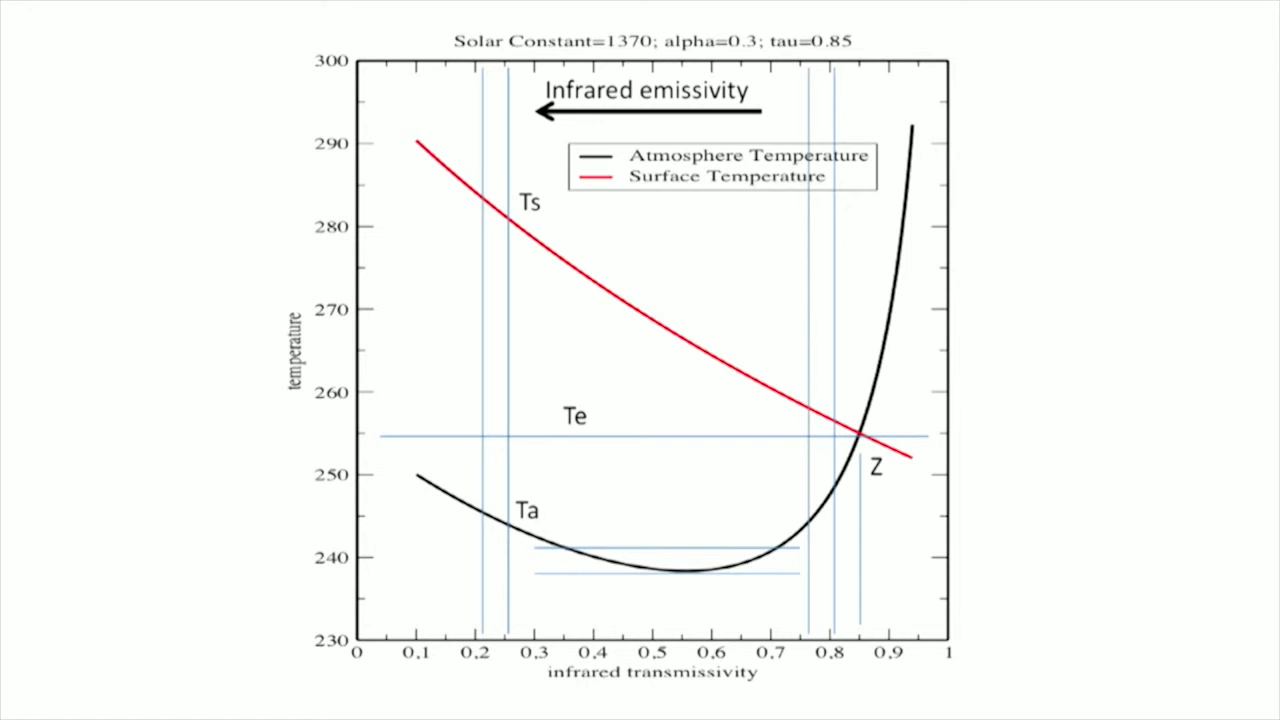 Solar Constant=1370; alpha=0.3; tau=0.85
300
Infrared emissivity
290
Atmosphere Temperature
Surface Temperature
280
Ts
270
temperature
260
Te
250
Z
Ta
240
230
0 0,1 0,2 0,3 0,4 0,5 0,6 0,7 0,8 0,9 1
infrared transmissivity